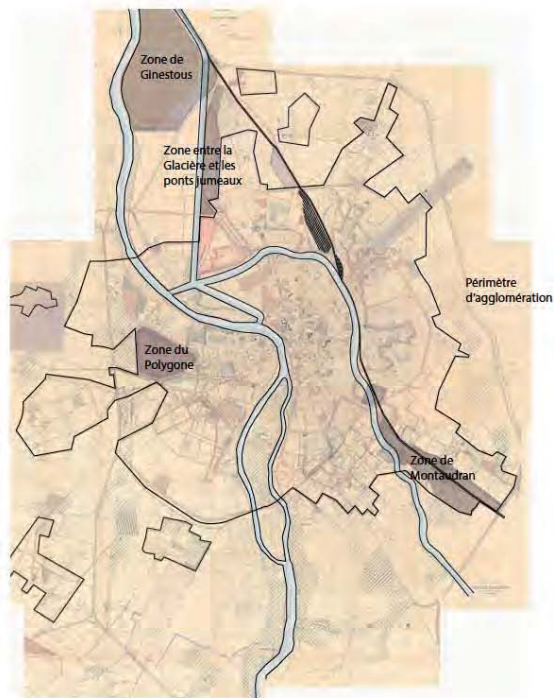 Zone de
Ginestous
Zone entre la
Glacière et les
ponts jumeaux
Périmètre
d'agglomération
Zone du
Polygone
Zone de
Montaudran